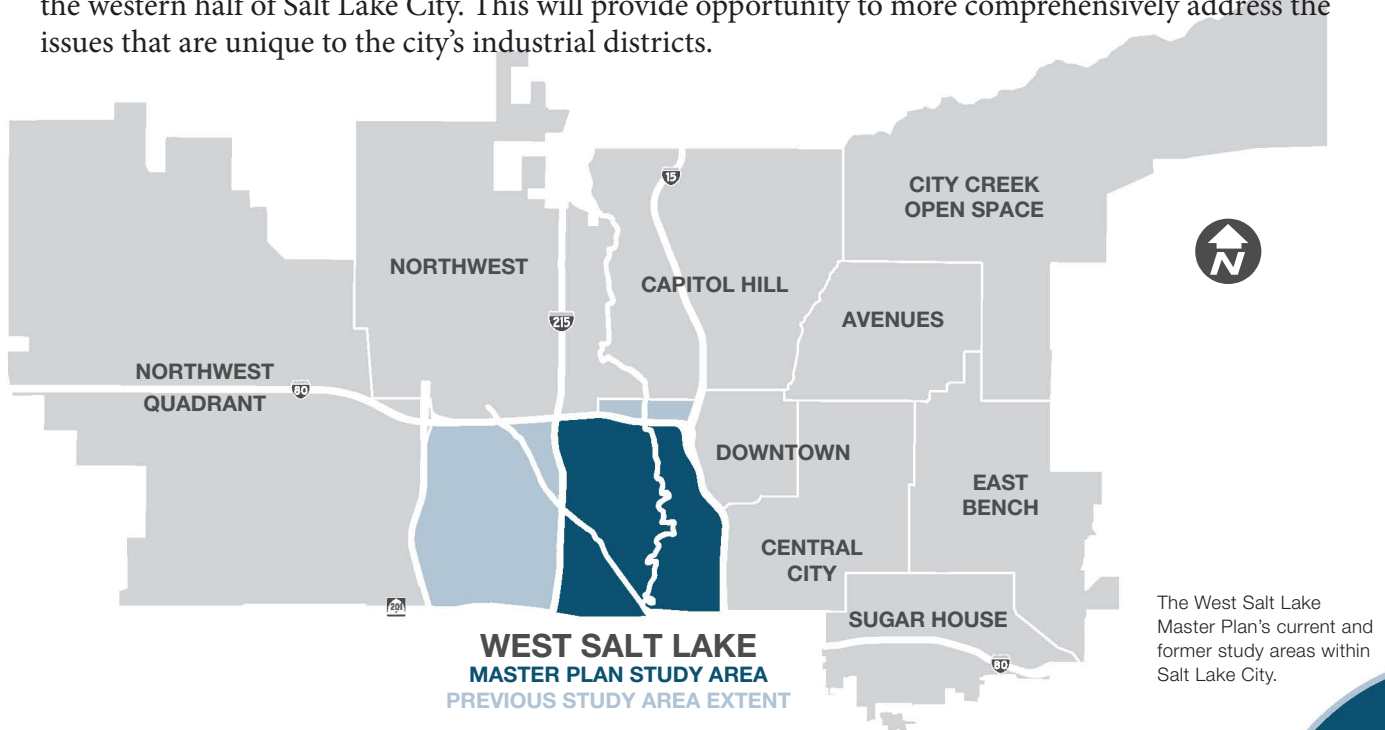 the western half of Salt Lake City. This will provide opportunity to more comprehensively address the
issues that are unique to the city’s industrial districts.
15
CITY CREEK
OPEN SPACE
N
NORTHWEST
CAPITOL HILL
215
AVENUES
NORTHWEST
QUADRANT
80
DOWNTOWN
EAST
BENCH
CENTRAL
CITY
201
SUGAR HOUSE
80
WEST SALT LAKE
MASTER PLAN STUDY AREA
PREVIOUS STUDY AREA EXTENT
The West Salt Lake
Master Plan’s current and
former study areas within
Salt Lake City.